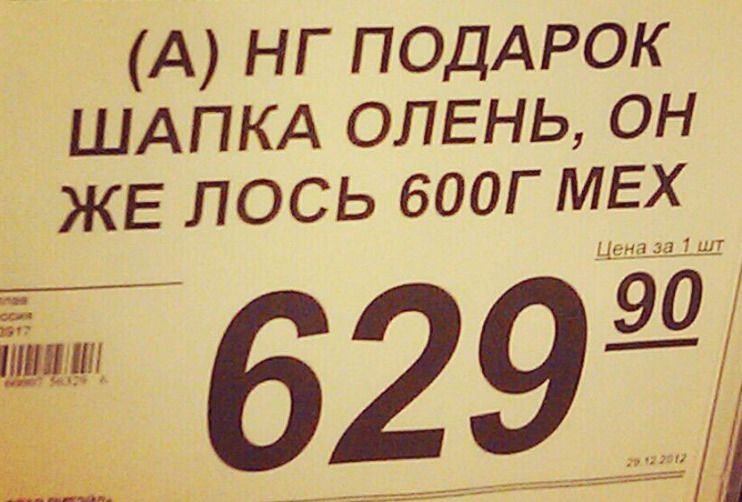 (А) НГ ПОДАРОК
ШАПКА ОЛЕНЬ, ОН
ЖЕ ЛОСЬ 600Г МЕХ
Цена за 1 шт
629 90
29.12.2012